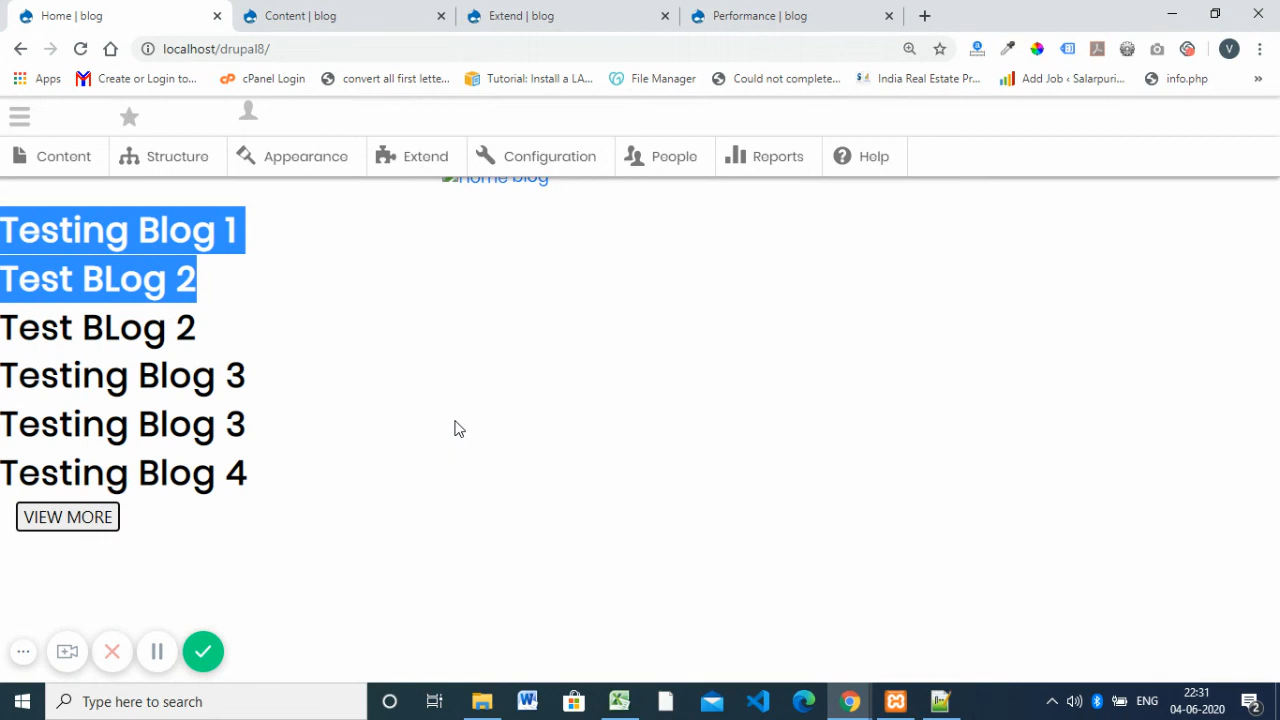 Home | blog
Content | blog
Extend | blog
Performance | blog
localhost/drupal8/
V
Apps
Create or Login to...
cPanel Login
convert all first lette...
Tutorial: Install a LA...
File Manager
Could not complete...
India Real Estate Pr...
Add Job ‹ Salarpuri...
info.php
»
Content
Structure
Appearance
Extend
Configuration
People
Reports
Help
Home blog
Testing Blog 1
Test BLog 2
Test BLog 2
Testing Blog 3
Testing Blog 3
Testing Blog 4
VIEW MORE
Type here to search
ENG
22:31
04-06-2020
2